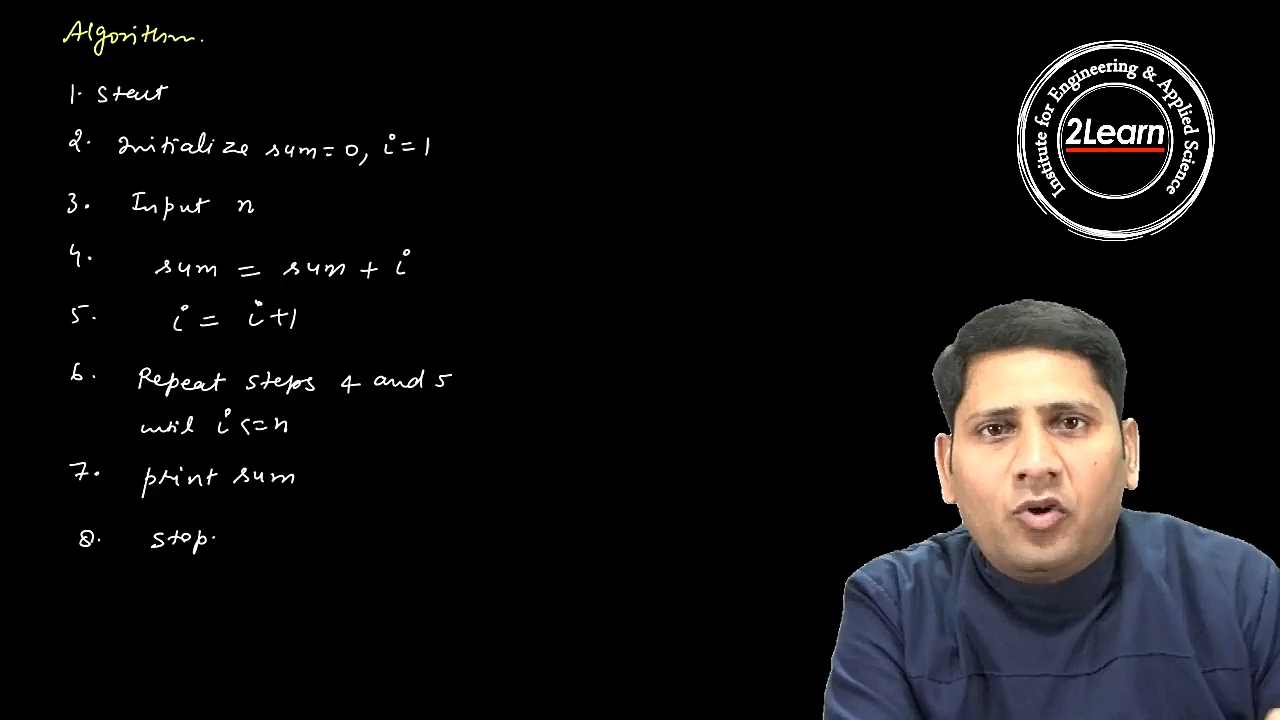 Algorithm.
1. Start
2. Initialize sum=0, i=1
3. Input n
4. sum = sum + i
5. i = i+1
6. Repeat steps 4 and 5
until i <=n
7. print sum
8. stop.
Institute for Engineering & Applied Science
2Learn